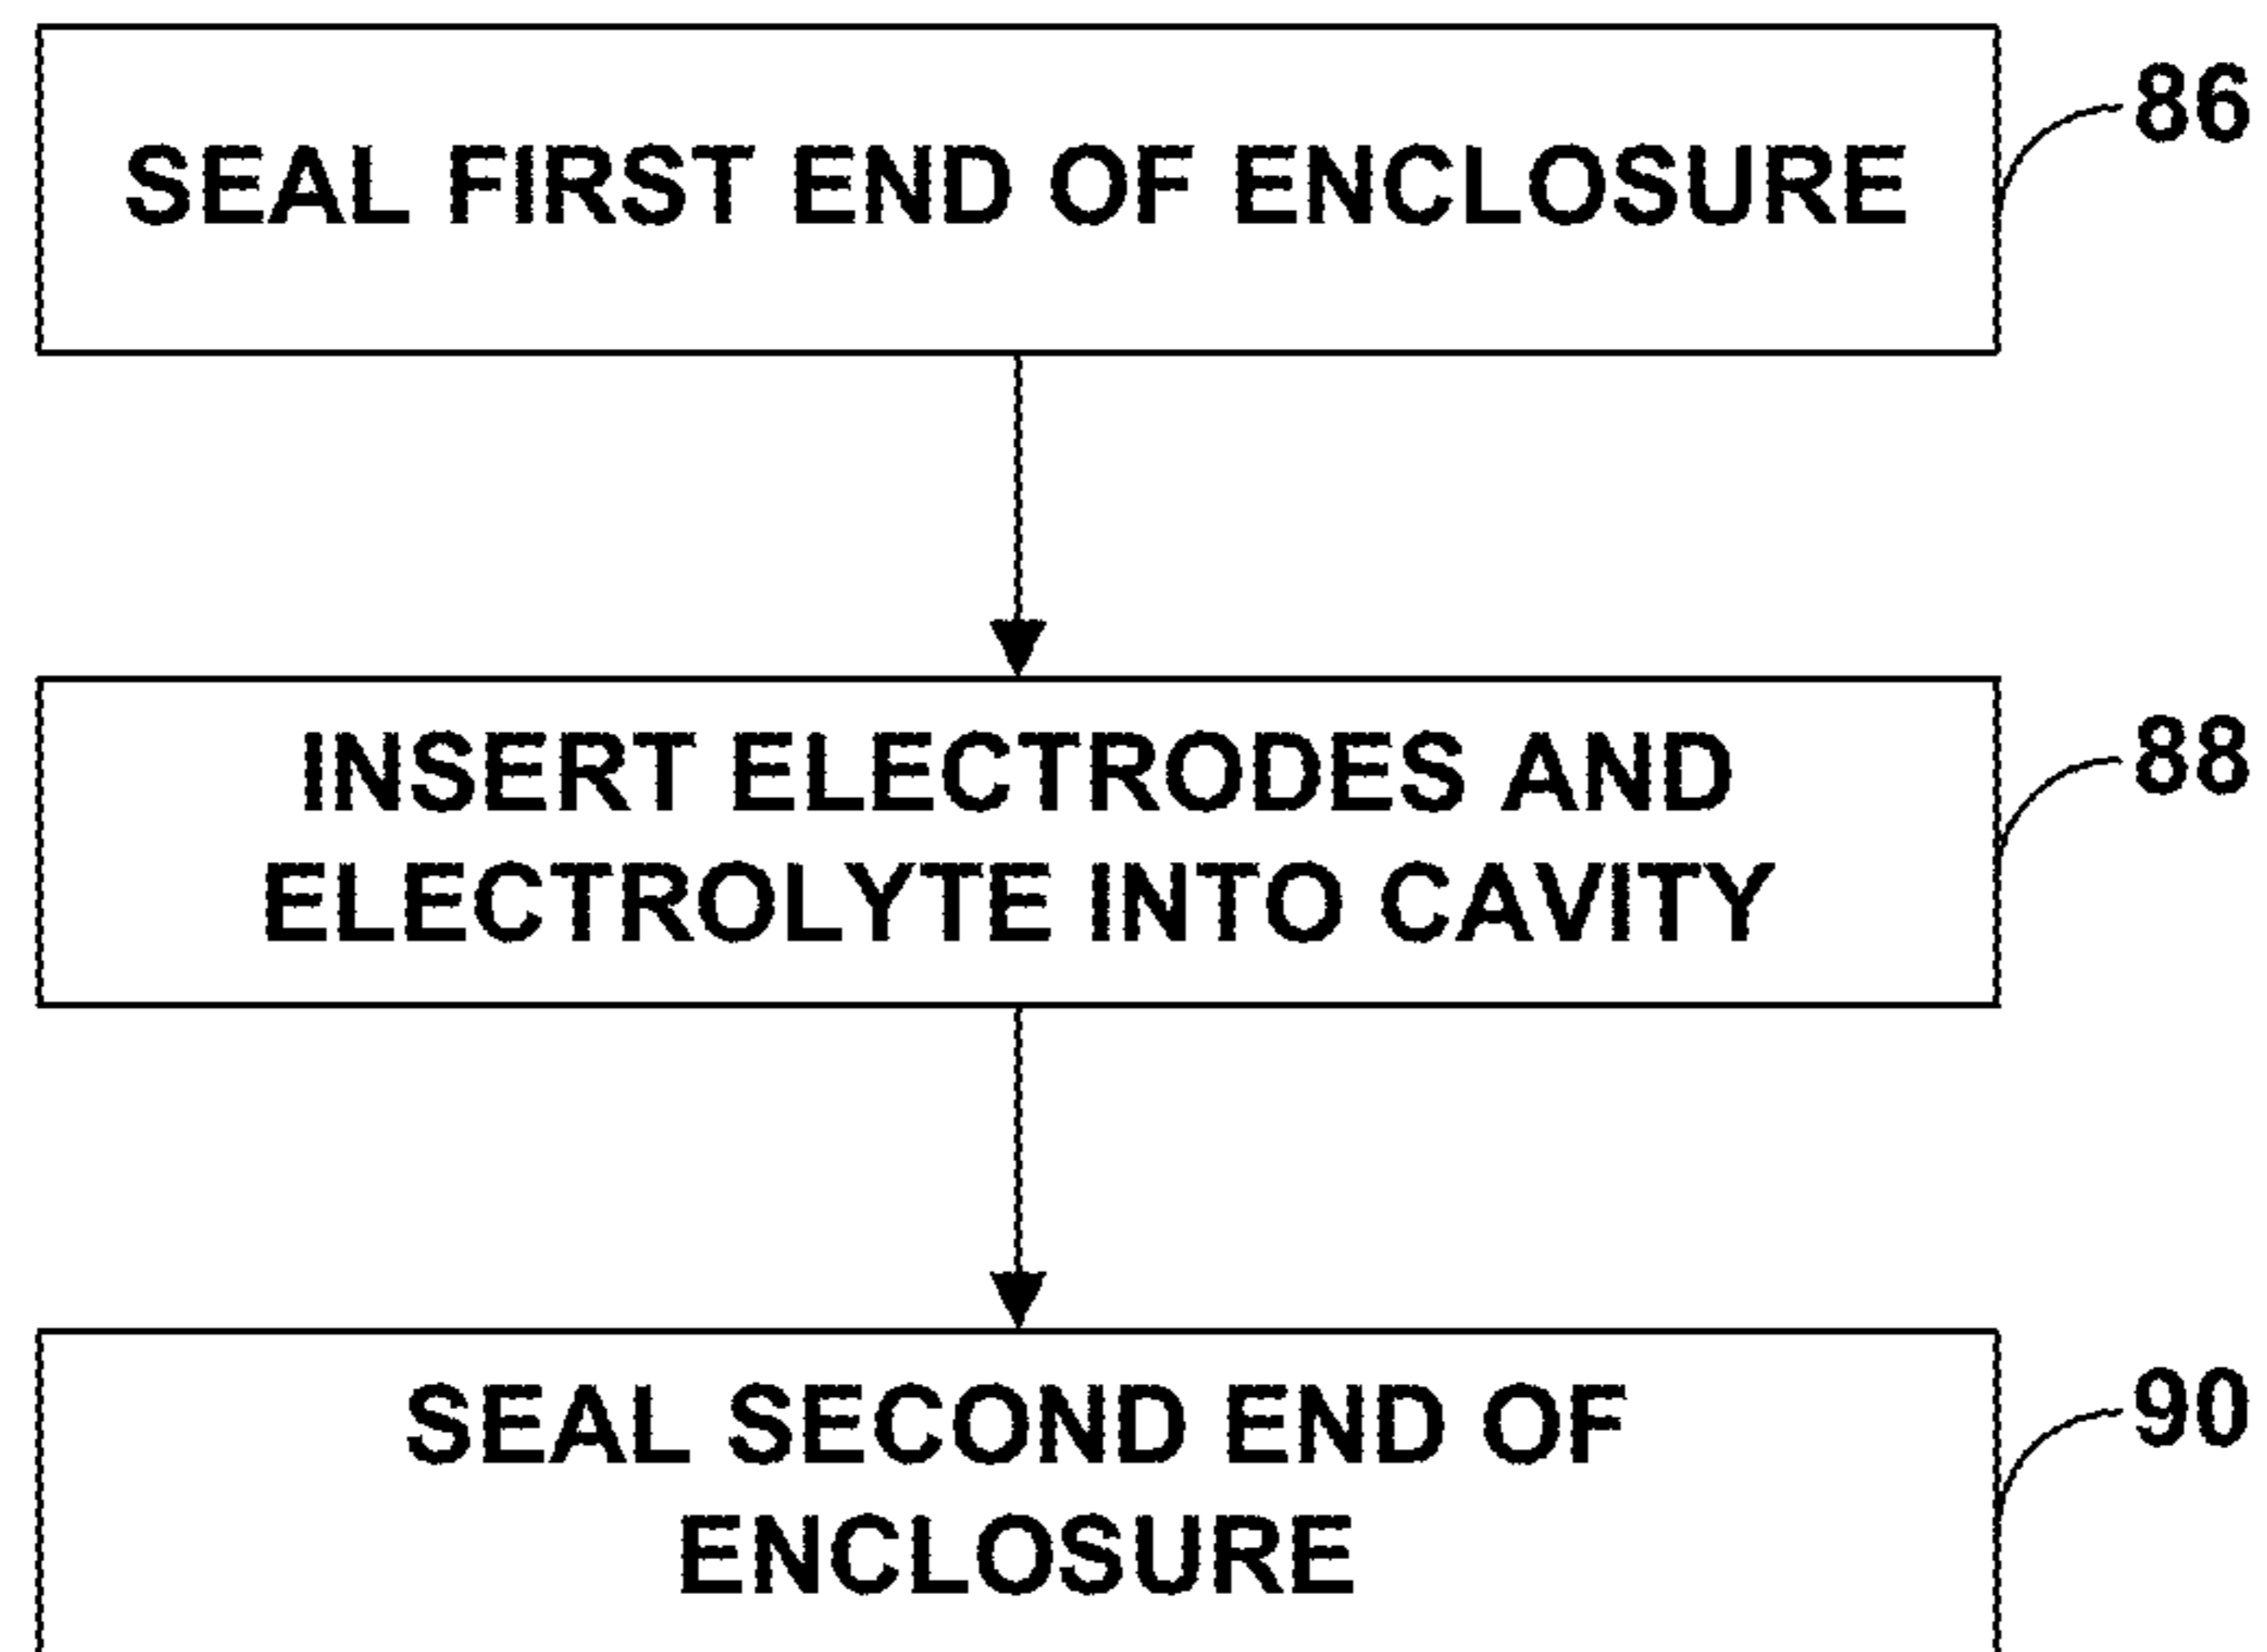 SEAL FIRST END OF ENCLOSURE
86
INSERT ELECTRODES AND
ELECTROLYTE INTO CAVITY
88
SEAL SECOND END OF
ENCLOSURE
90